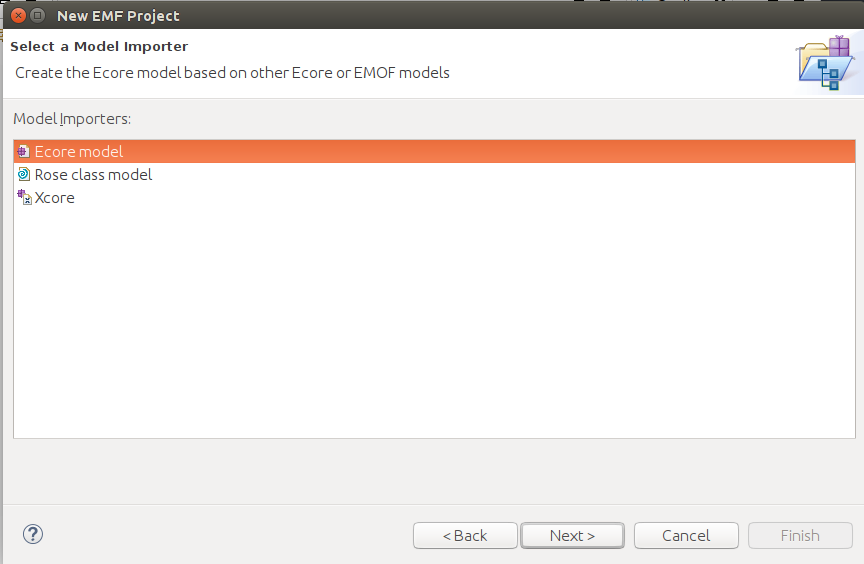 New EMF Project
Select a Model Importer
Create the Ecore model based on other Ecore or EMOF models
Model Importers:
Ecore model
Rose class model
Xcore
?
< Back
Next >
Cancel
Finish